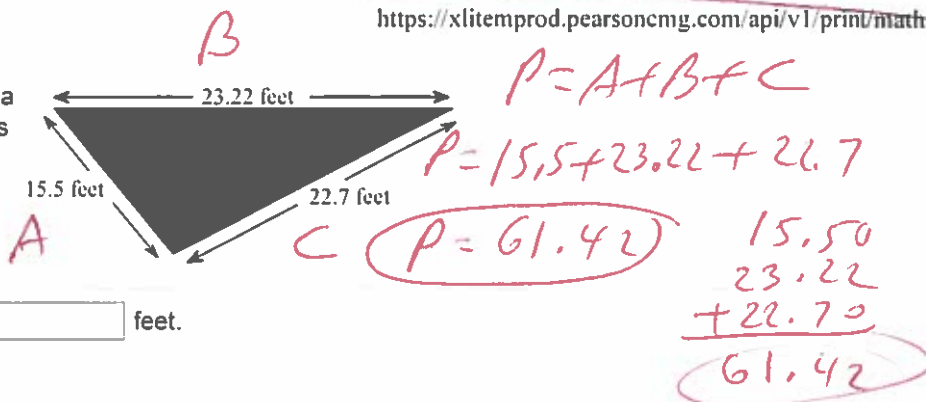 https://xlitemprod.pearsoncmg.com/api/v1/print/math
B
a
23.22 feet
P=A+B+C
s
P=15.5+23.22+22.7
15.5 feet
22.7 feet
A
C
P=61.42
15.50
23.22
+22.70
61.42
feet.